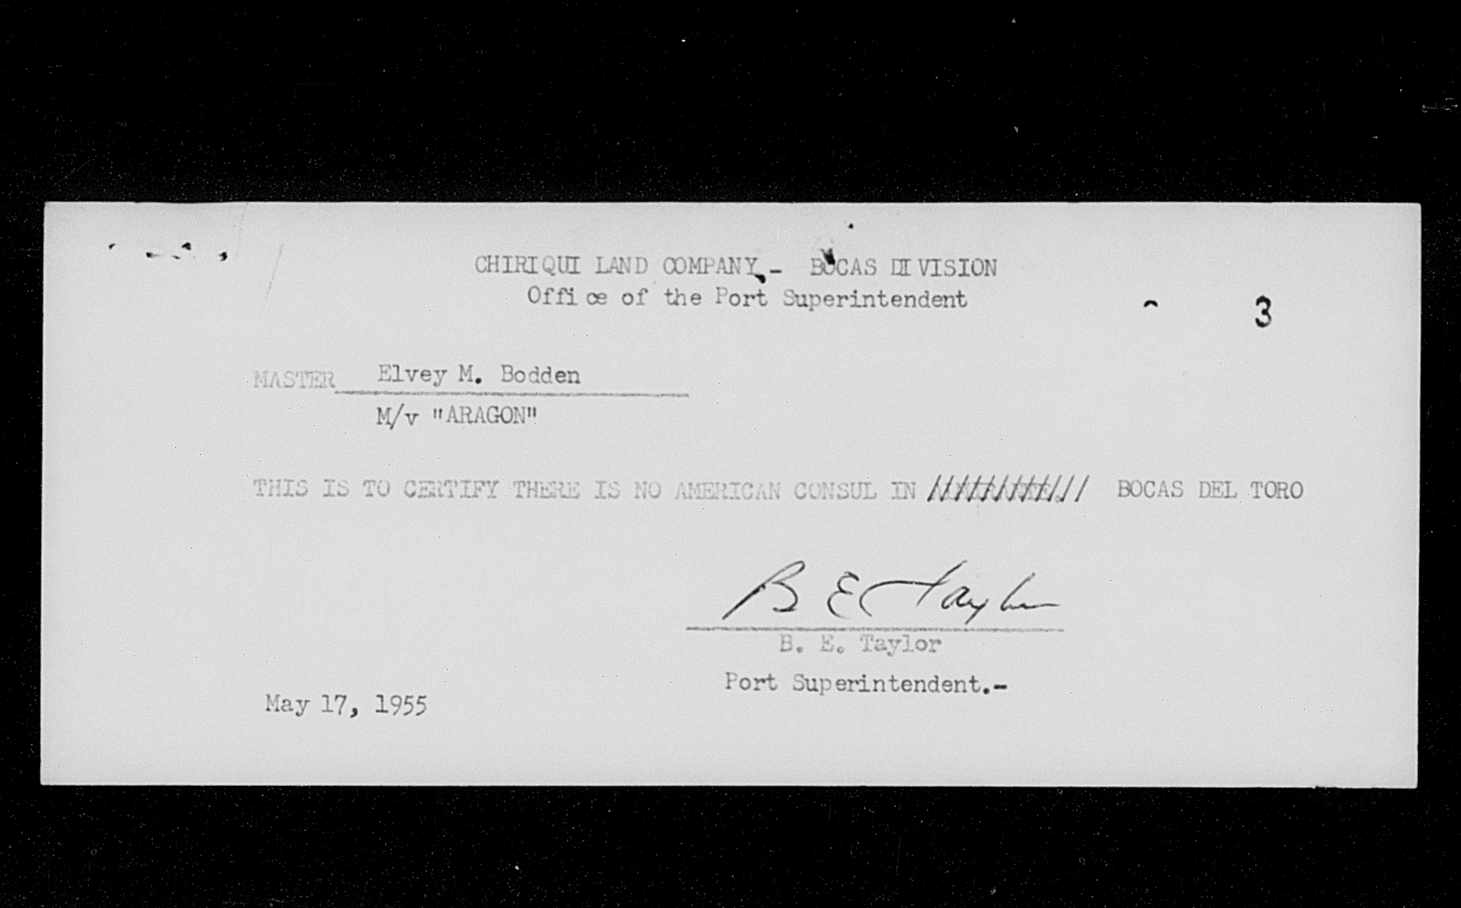 CHIRIQUI LAND COMPANY.- BOCAS DIVISION
Office of the Port Superintendent
3
MASTER Elvey M. Bodden
M/v "ARAGON"
THIS IS TO CERTIFY THERE IS NO AMERICAN CONSUL IN //////////// BOCAS DEL TORO
B E Taylor
B. E. Taylor
Port Superintendent.-
May 17, 1955